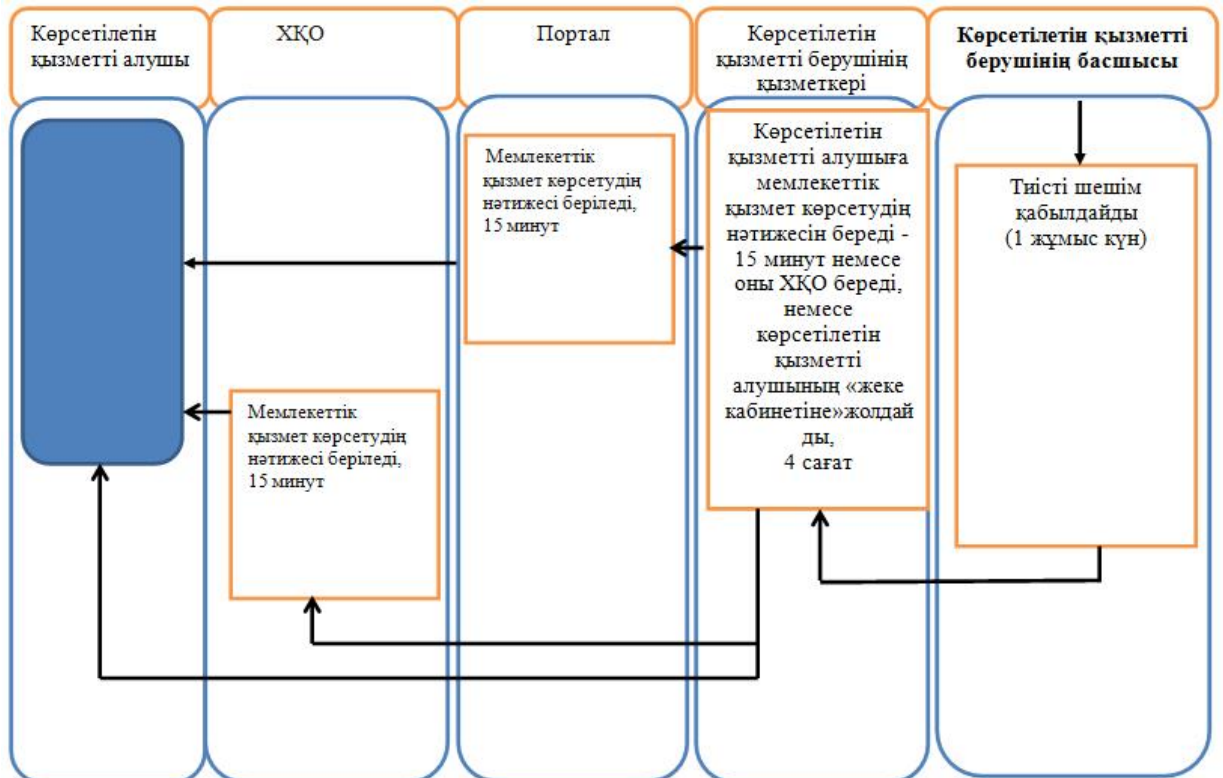 Көрсетілетін
қызметті алушы
ХҚО
Портал
Көрсетілетін
қызметті берушінің
қызметкері
Көрсетілетін қызметті
берушінің басшысы
Мемлекеттік
қызмет көрсетудің
нәтижесі беріледі,
15 минут
Көрсетілетін
қызметті алушыға
мемлекеттік
қызмет көрсетудің
нәтижесін береді -
15 минут немесе
оны ХҚО береді,
немесе
көрсетілетін
қызметті
алушының «жеке
кабинетіне»жолдай
ды,
4 сағат
Тиісті шешім
қабылдайды
(1 жұмыс күн)
Мемлекеттік
қызмет көрсетудің
нәтижесі беріледі,
15 минут